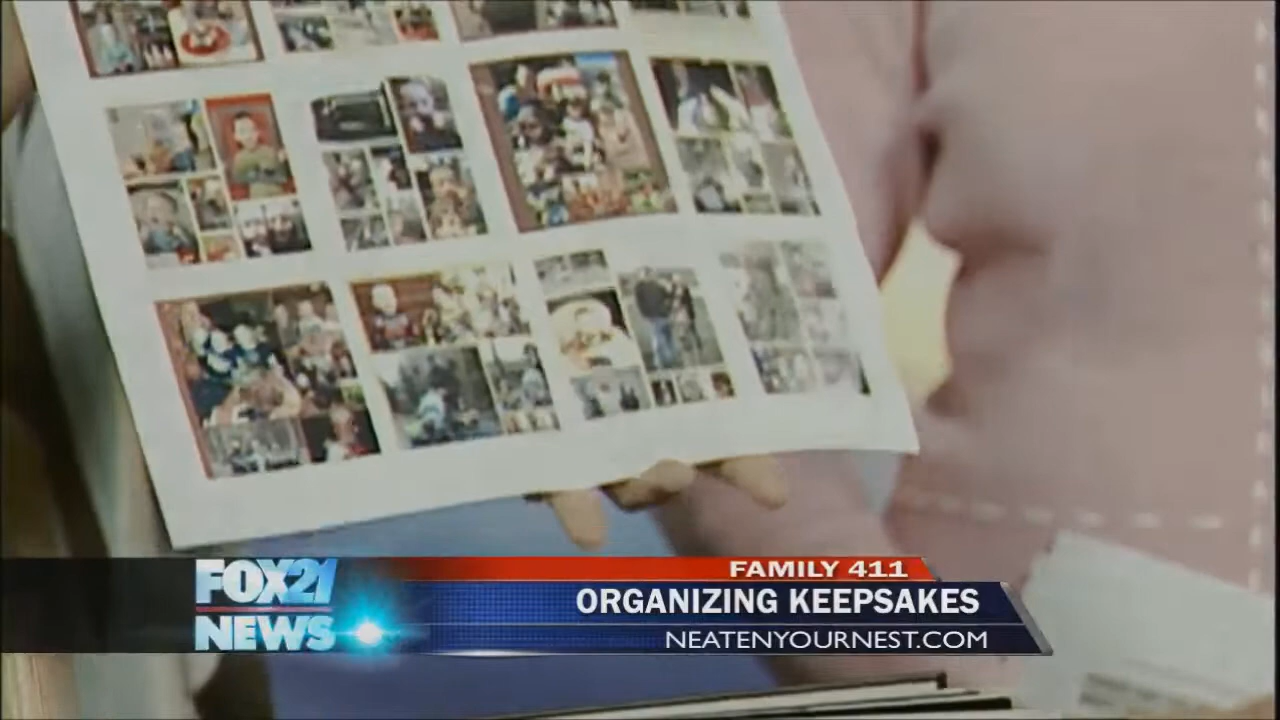 FAMILY 411
FOX21 NEWS
ORGANIZING KEEPSAKES
NEATENYOURNEST.COM